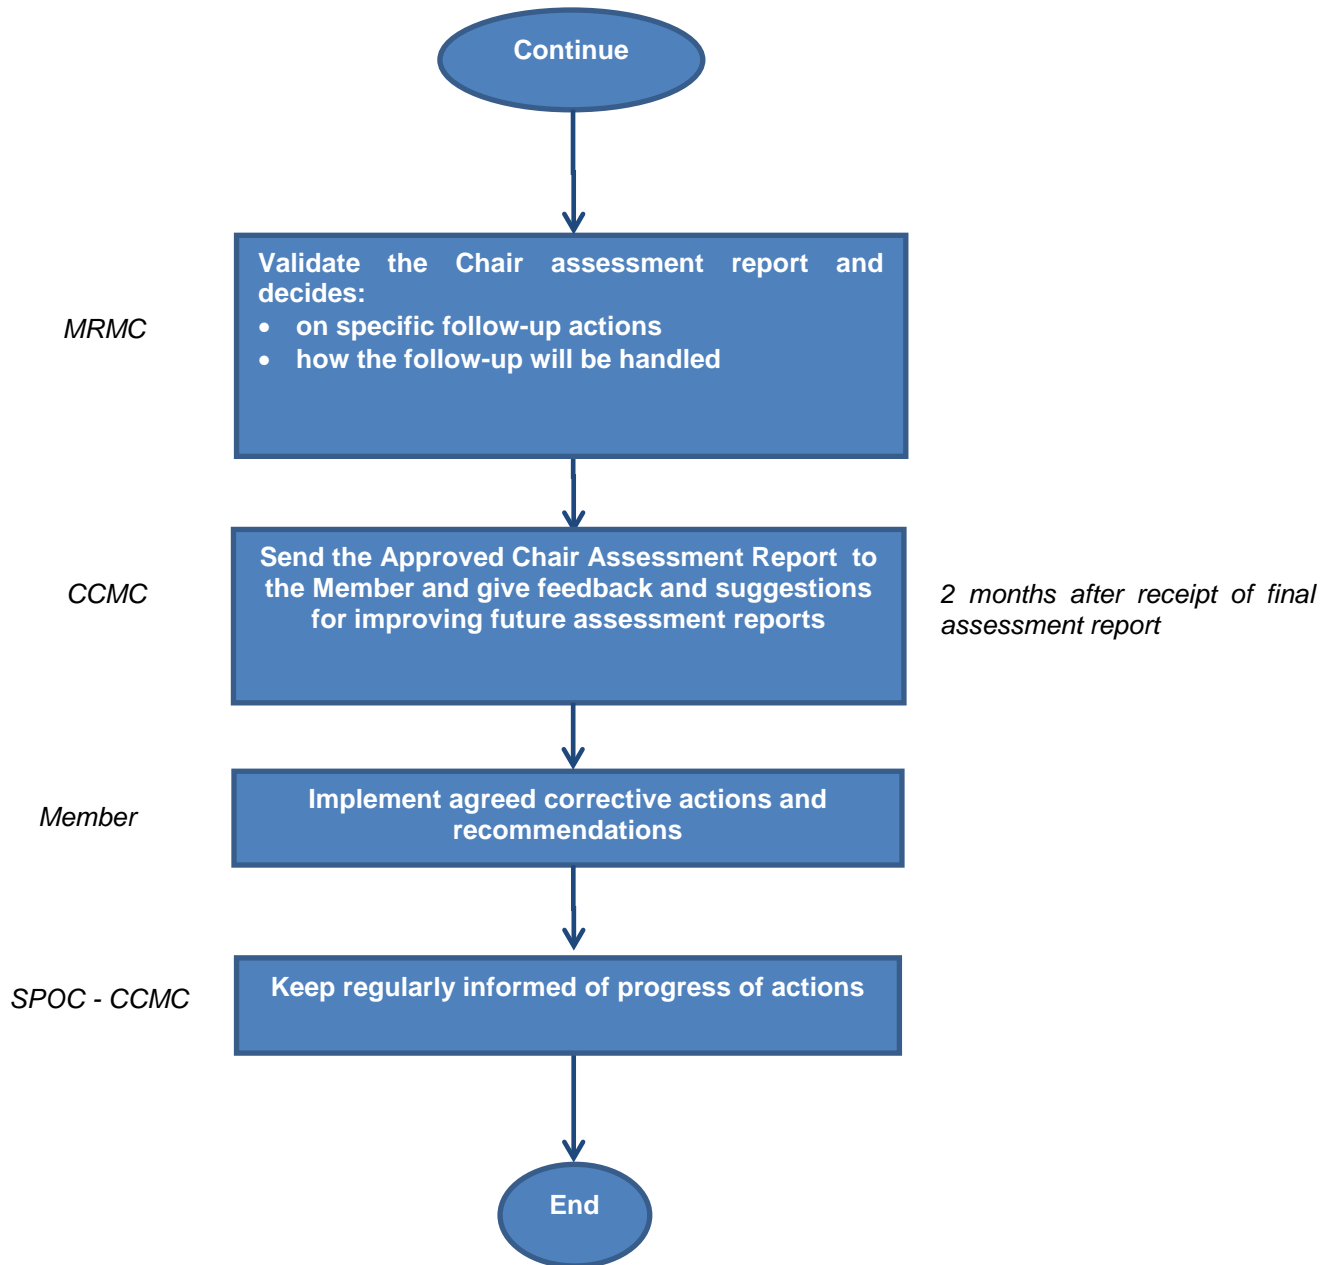 Continue
MRMC
Validate the Chair assessment report and
decides:
• on specific follow-up actions
• how the follow-up will be handled
CCMC
Send the Approved Chair Assessment Report to
the Member and give feedback and suggestions
for improving future assessment reports
2 months after receipt of final
assessment report
Member
Implement agreed corrective actions and
recommendations
SPOC - CCMC
Keep regularly informed of progress of actions
End